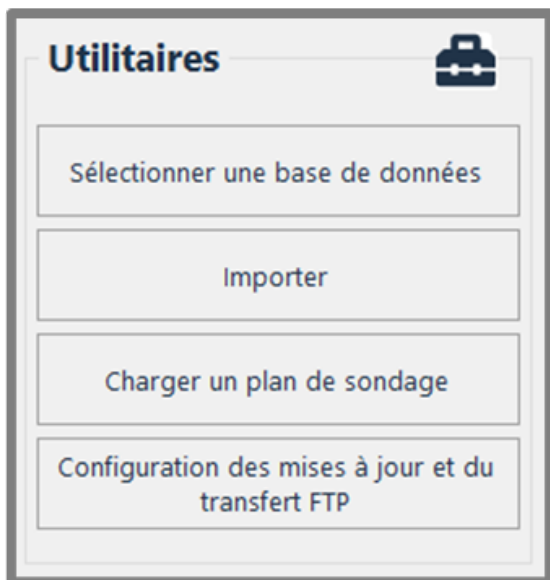 Utilitaires
Sélectionner une base de données
Importer
Charger un plan de sondage
Configuration des mises à jour et du
transfert FTP